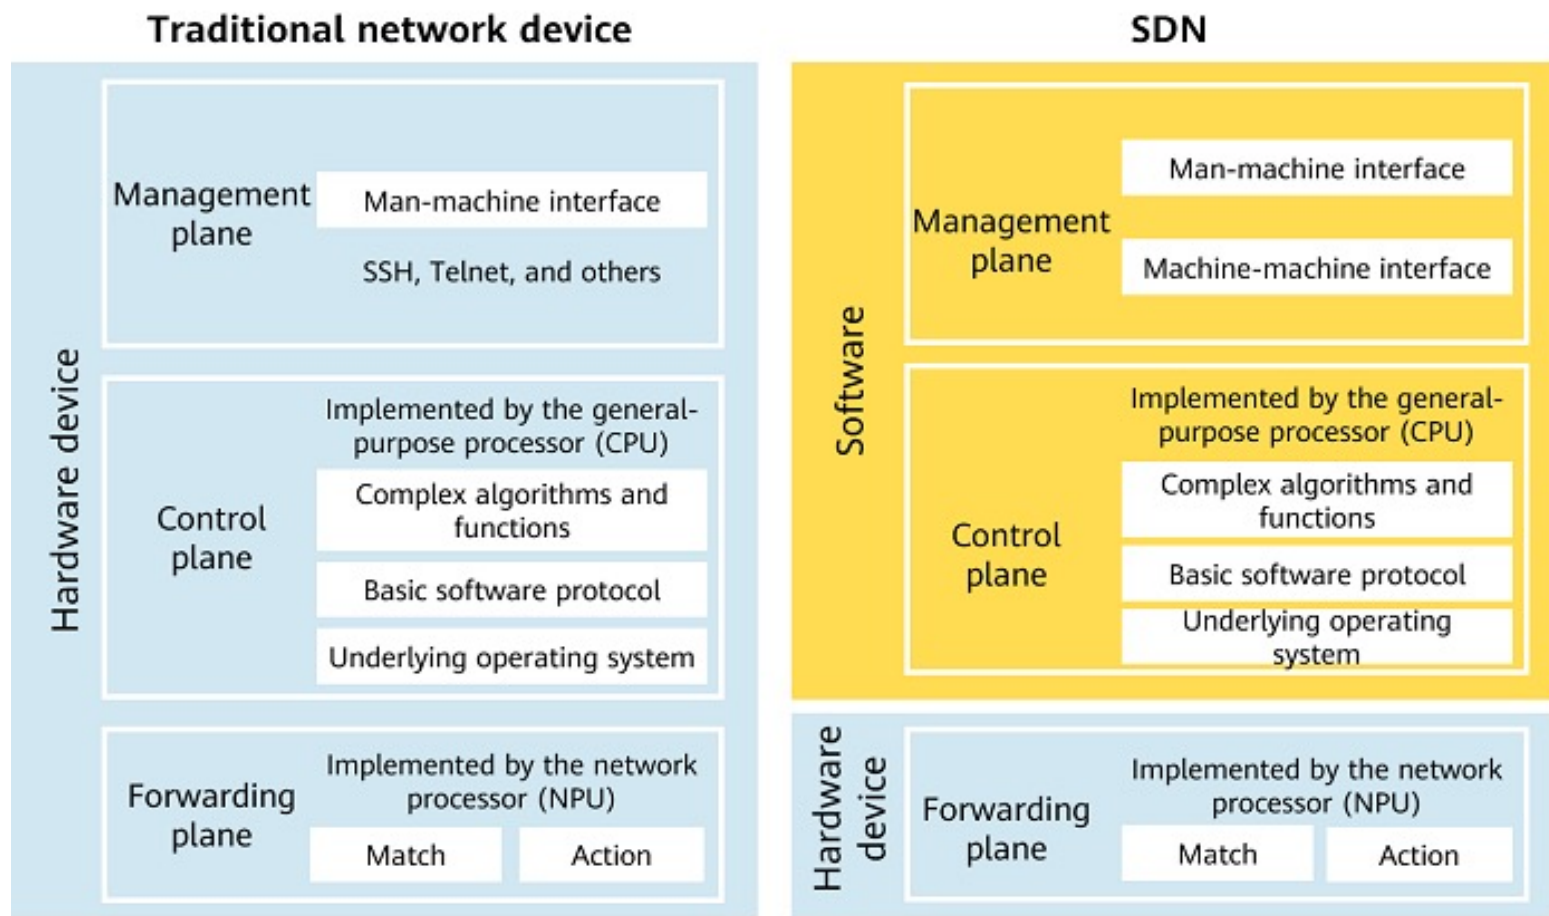 Traditional network device
Hardware device
Management
plane
Man-machine interface
SSH, Telnet, and others
Control
plane
Implemented by the general-
purpose processor (CPU)
Complex algorithms and
functions
Basic software protocol
Underlying operating system
Forwarding
plane
Implemented by the network
processor (NPU)
Match
Action
SDN
Software
Management
plane
Man-machine interface
Machine-machine interface
Control
plane
Implemented by the general-
purpose processor (CPU)
Complex algorithms and
functions
Basic software protocol
Underlying operating
system
Hardware
device
Forwarding
plane
Implemented by the network
processor (NPU)
Match
Action